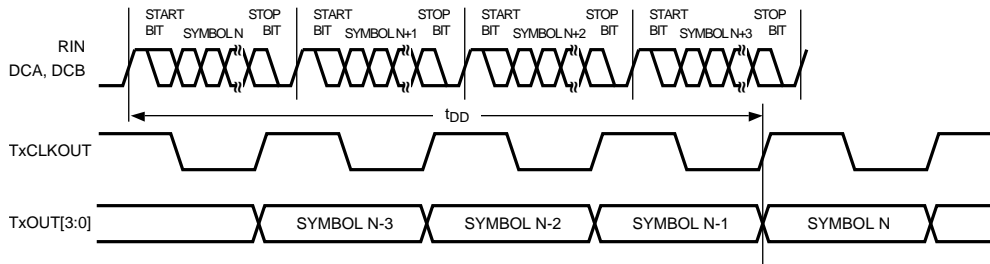 START BIT SYMBOL N STOP BIT
START BIT SYMBOL N+1 STOP BIT
START BIT SYMBOL N+2 STOP BIT
START BIT SYMBOL N+3 STOP BIT
RIN
DCA, DCB
tDD
TxCLKOUT
TxOUT[3:0]
SYMBOL N-3
SYMBOL N-2
SYMBOL N-1
SYMBOL N